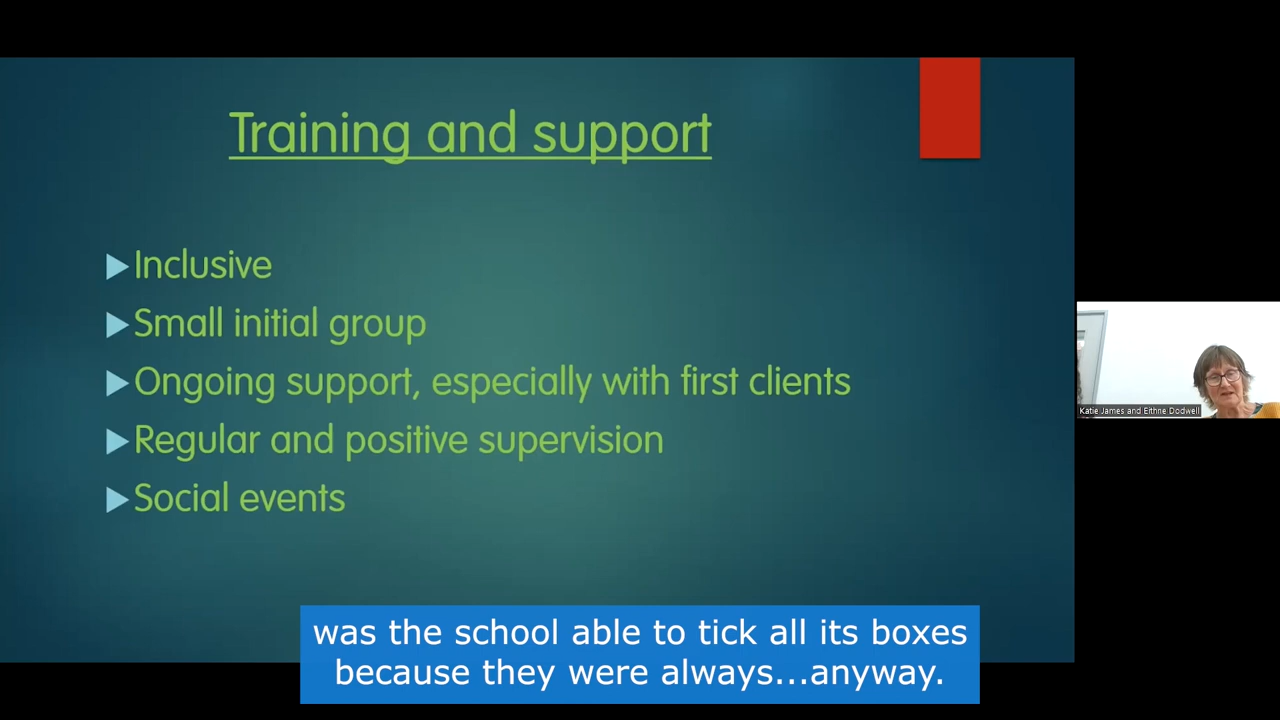 Training and support
Inclusive
Small initial group
Ongoing support, especially with first clients
Regular and positive supervision
Social events
Katie James and Eithne Dodwell
was the school able to tick all its boxes
because they were always...anyway.